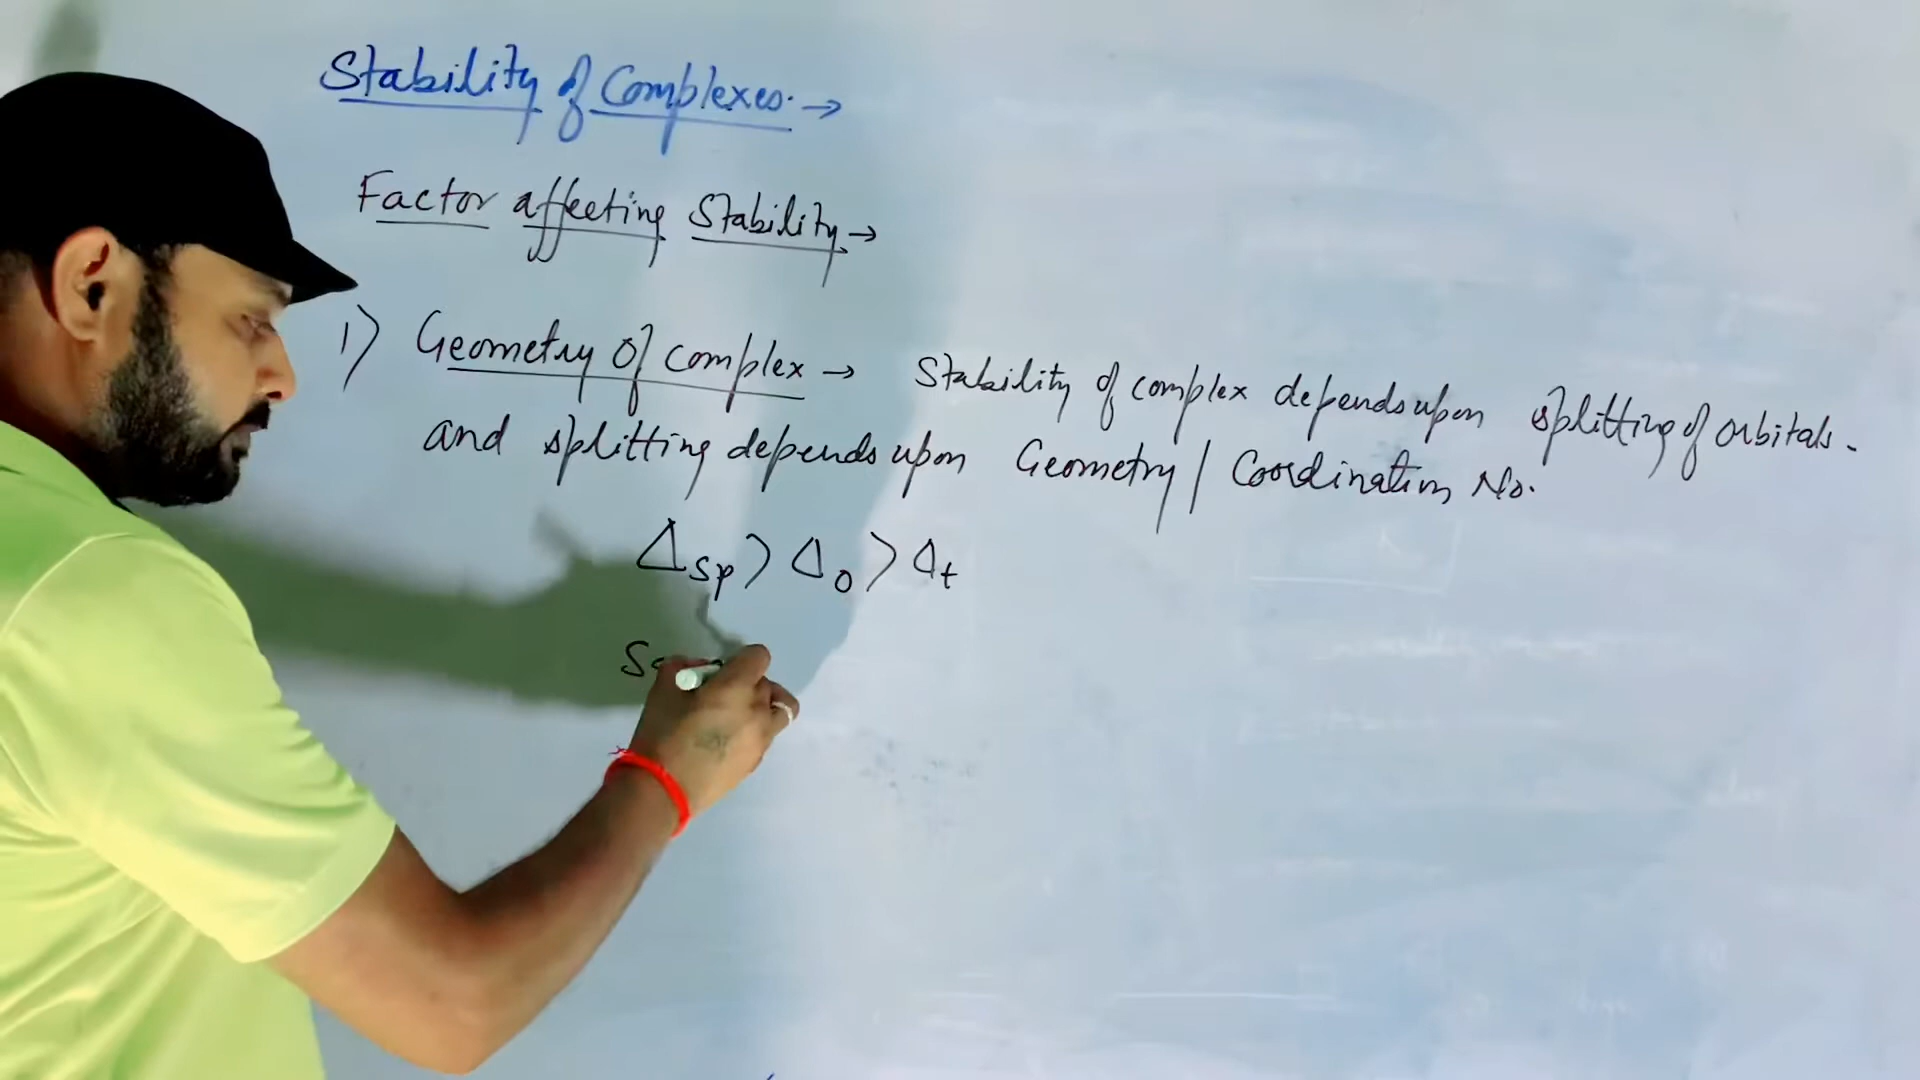 Stability of Complexes. →
Factor affecting Stability →
1) Geometry of complex → Stability of complex depends upon splitting of orbitals.
and splitting depends upon Geometry / Coordination No.
Δsp > Δo > Δt